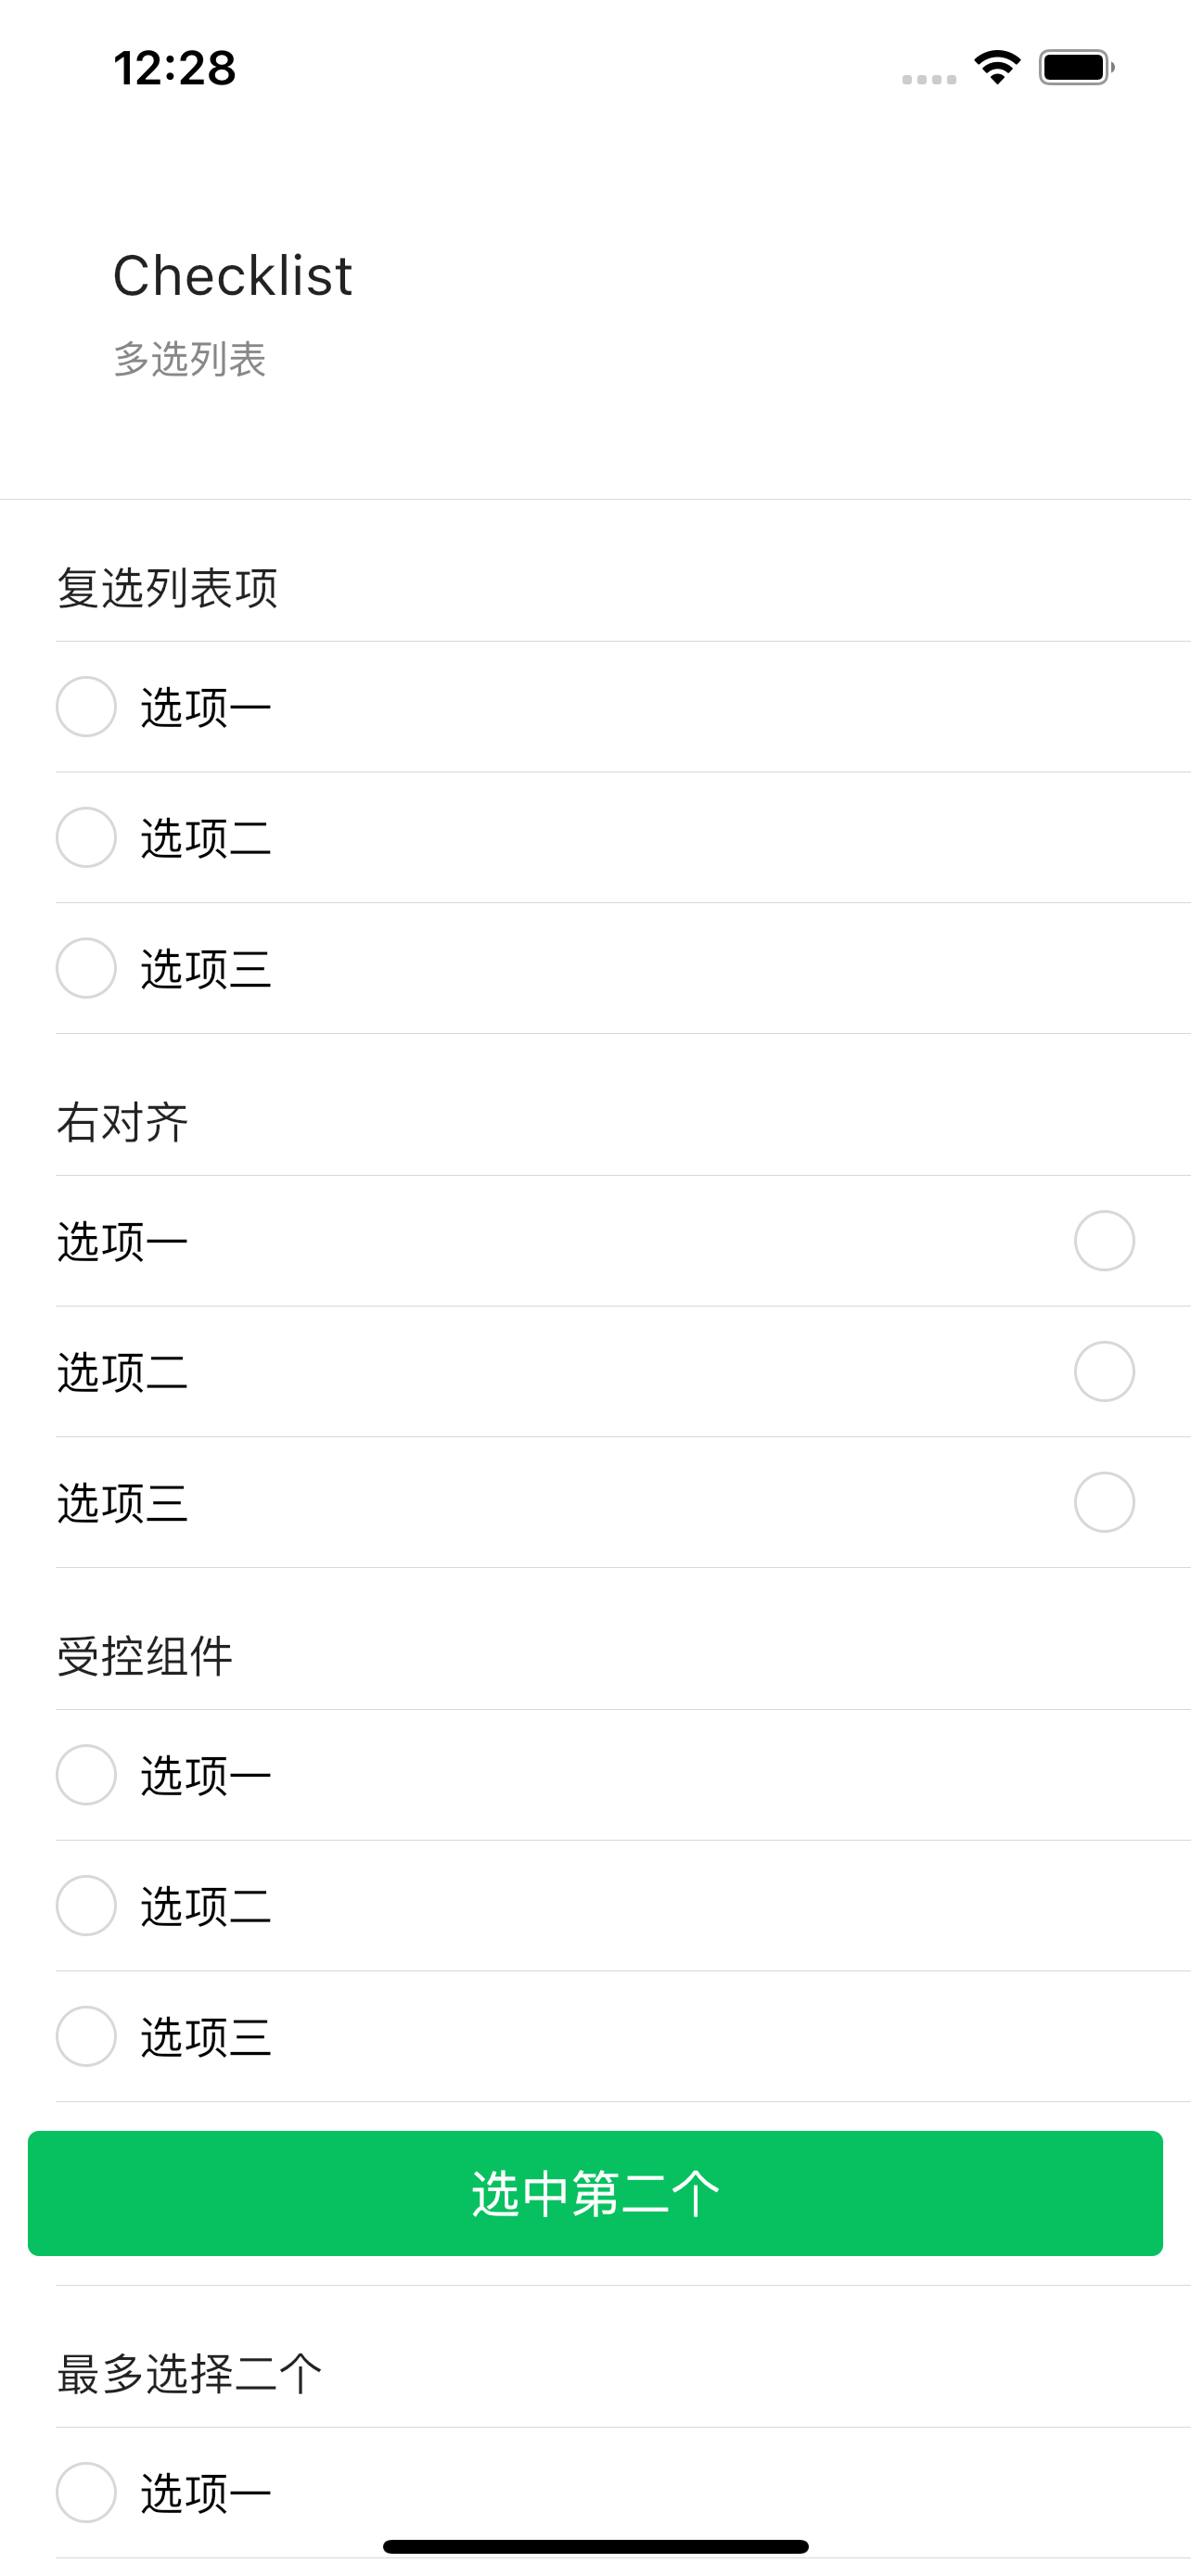 12:28
Checklist
多选列表
复选列表项
选项一
选项二
选项三
右对齐
选项一
选项二
选项三
受控组件
选项一
选项二
选项三
选中第二个
最多选择二个
选项一